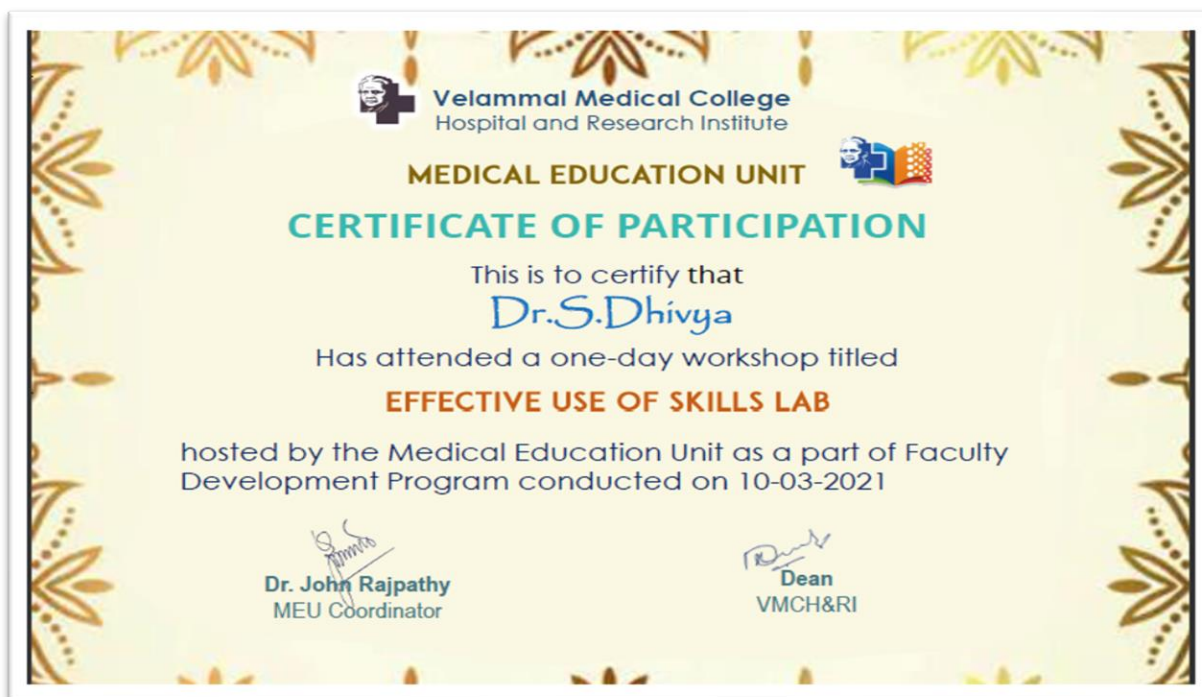 Velammal Medical College
Hospital and Research Institute
MEDICAL EDUCATION UNIT
CERTIFICATE OF PARTICIPATION
This is to certify that
Dr.S.Dhivya
Has attended a one-day workshop titled
EFFECTIVE USE OF SKILLS LAB
hosted by the Medical Education Unit as a part of Faculty
Development Program conducted on 10-03-2021
Dr. John Rajpathy
MEU Coordinator
Dean
VMCH&RI